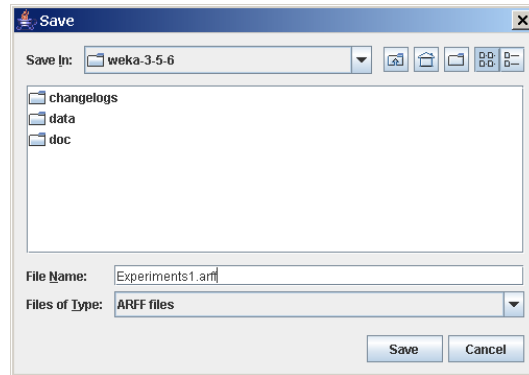 Save
Save In: weka-3-5-6
changelogs
data
doc
File Name: Experiments1.arff
Files of Type: ARFF files
Save Cancel